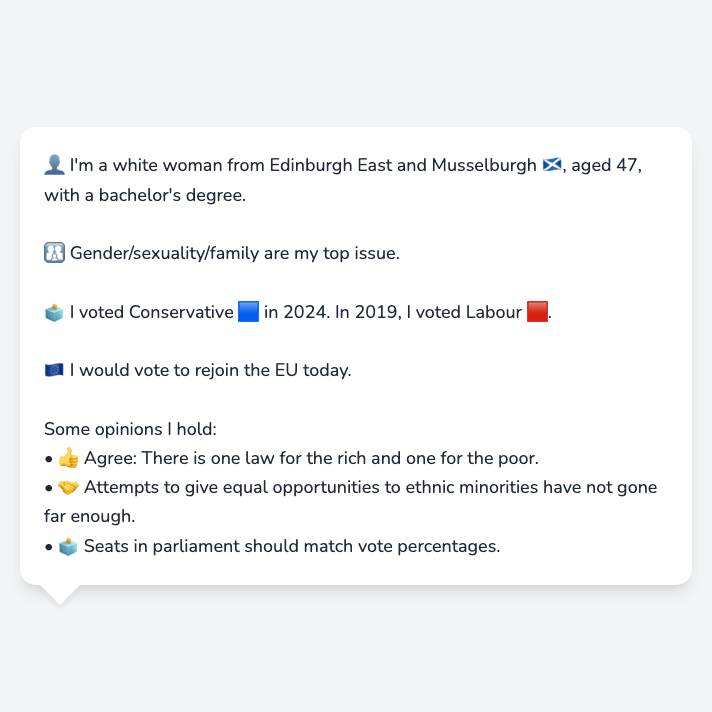 👤 I'm a white woman from Edinburgh East and Musselburgh 🏴󠁧󠁢󠁳󠁣󠁴󠁿, aged 47,
with a bachelor's degree.
🚻 Gender/sexuality/family are my top issue.
🗳️ I voted Conservative 🟦 in 2024. In 2019, I voted Labour 🟥.
🇪🇺 I would vote to rejoin the EU today.
Some opinions I hold:
• 👍 Agree: There is one law for the rich and one for the poor.
• 🤝 Attempts to give equal opportunities to ethnic minorities have not gone
far enough.
• 🗳️ Seats in parliament should match vote percentages.